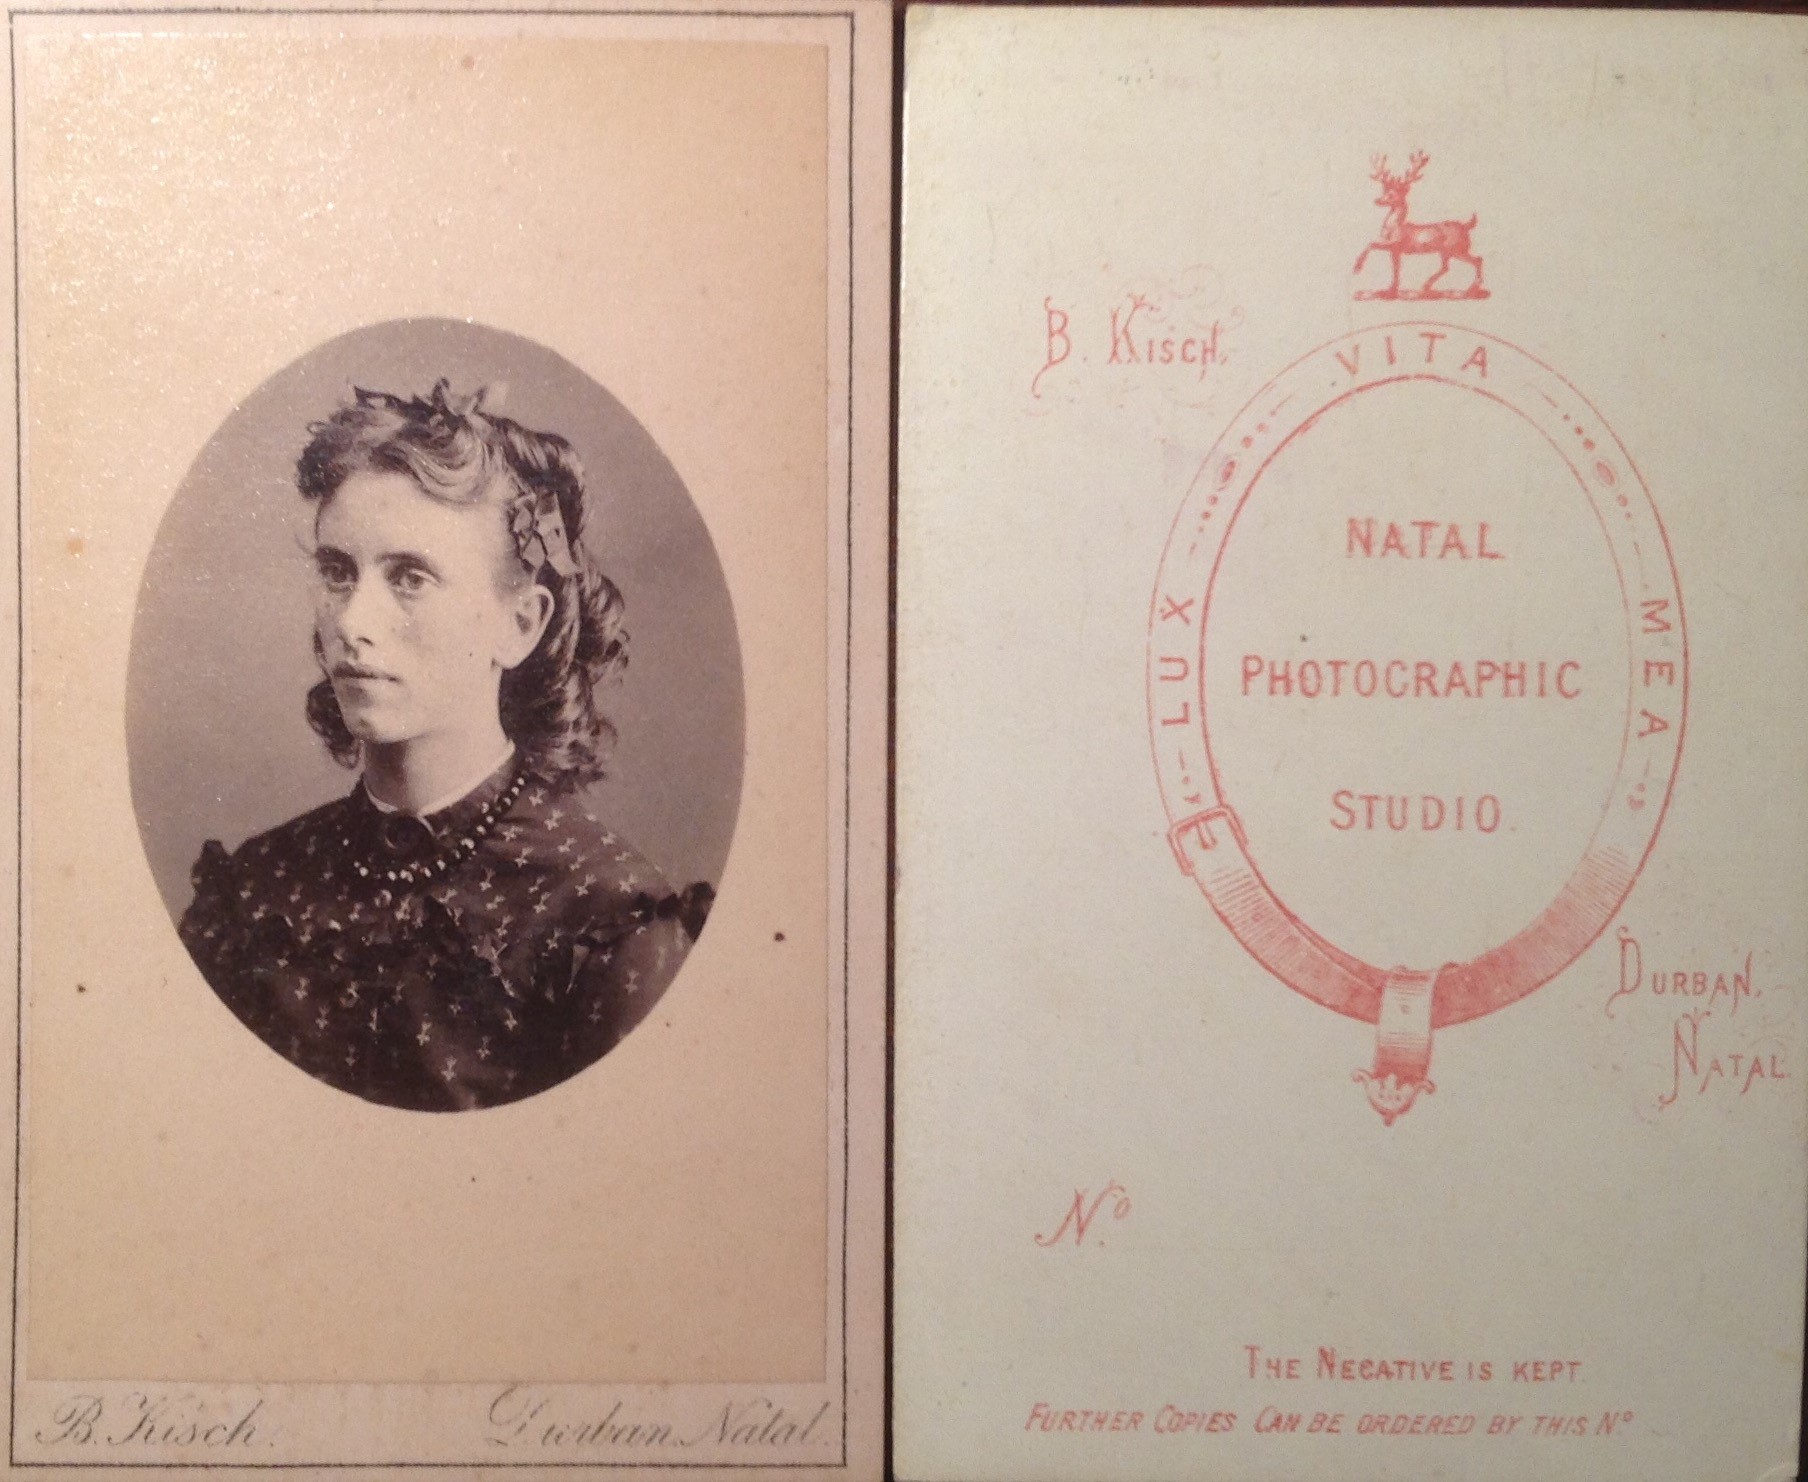 B. Kisch.
Durban, Natal.
B. KISCH.
LUX VITA MEA
NATAL
PHOTOGRAPHIC
STUDIO.
DURBAN,
NATAL.
No.
THE NEGATIVE IS KEPT.
FURTHER COPIES CAN BE ORDERED BY THIS No.